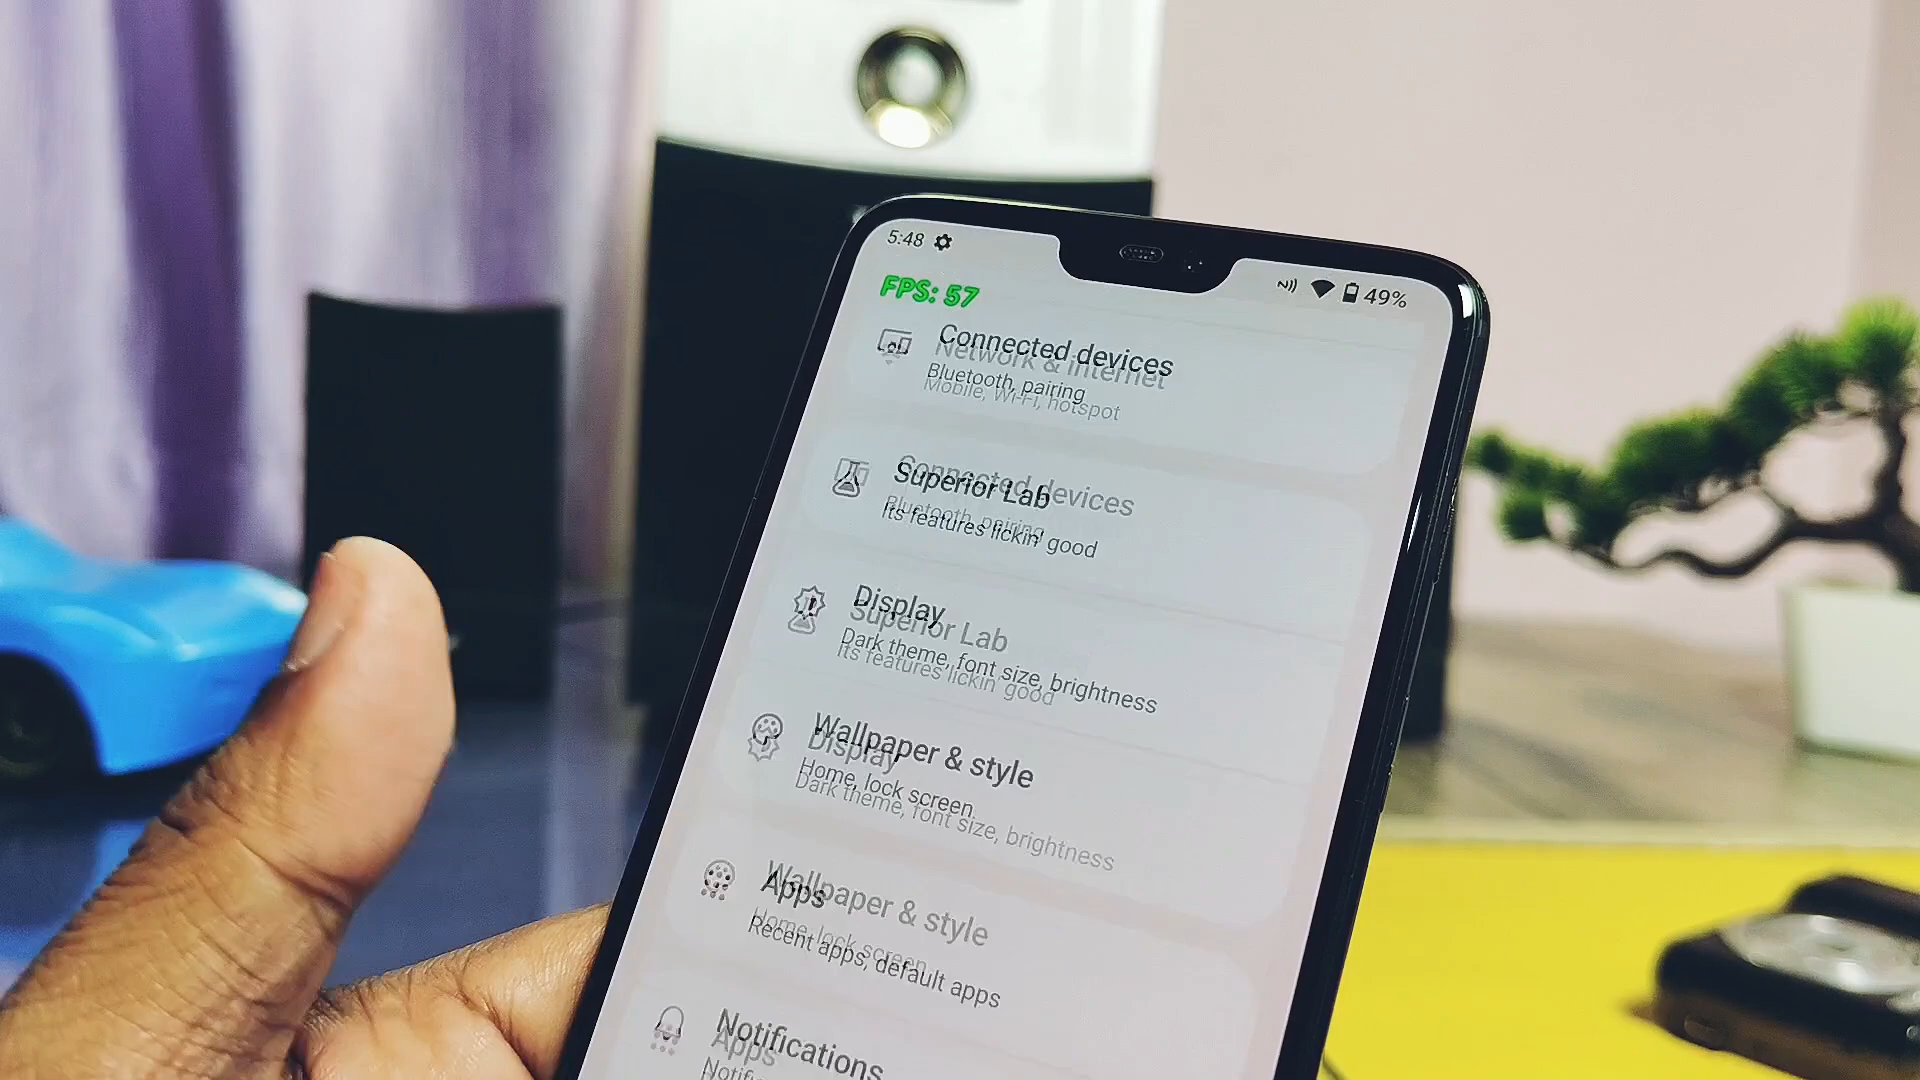 5:48
49%
FPS: 57
Connected devices
Network & internet
Bluetooth, pairing
Mobile, Wi-Fi, hotspot
Connected devices
Superior Lab
Bluetooth, pairing
Its features lickin' good
Display
Superior Lab
Dark theme, font size, brightness
Its features lickin' good
Wallpaper & style
Display
Home, lock screen
Dark theme, font size, brightness
Wallpaper & style
Apps
Home, lock screen
Recent apps, default apps
Notifications
Apps